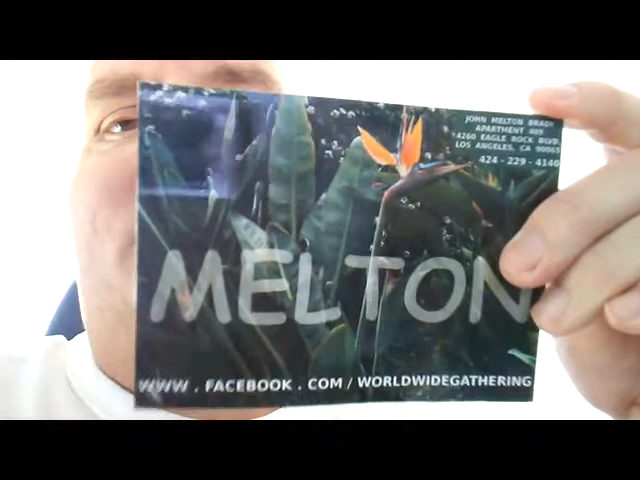 JOHN MELTON BRADY
APARTMENT 609
4260 EAGLE ROCK BLVD.
LOS ANGELES, CA 90065
424 - 229 - 4140
MELTON
WWW . FACEBOOK . COM / WORLDWIDEGATHERING